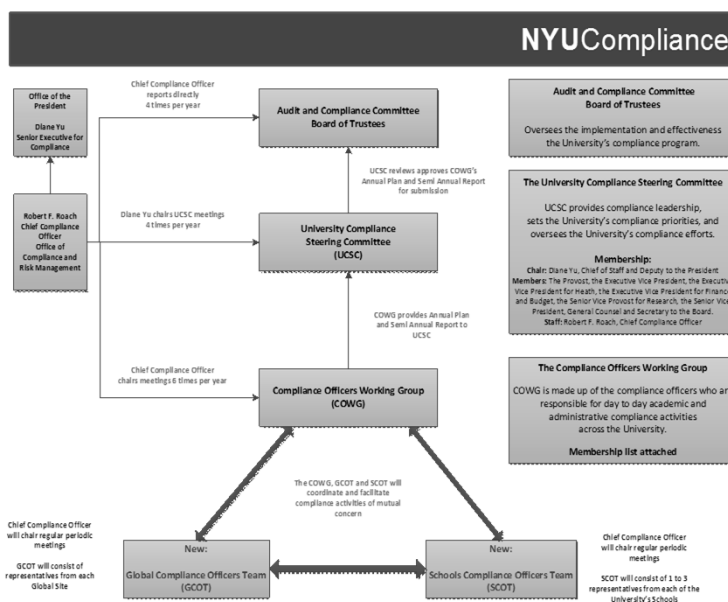 NYUCompliance
Chief Compliance Officer
reports directly
4 times per year
Office of the
President
Diane Yu
Senior Executive for
Compliance
Audit and Compliance Committee
Board of Trustees
Audit and Compliance Committee
Board of Trustees
Oversees the implementation and effectiveness
the University's compliance program.
UCSC reviews approves COWG's
Annual Plan and Semi Annual Report
for submission
Robert F. Roach
Chief Compliance
Officer
Office of
Compliance and
Risk Management
Diane Yu chairs UCSC meetings
4 times per year
University Compliance
Steering Committee
(UCSC)
The University Compliance Steering Committee
UCSC provides compliance leadership,
sets the University's compliance priorities, and
oversees the University's compliance efforts.
Membership:
Chair: Diane Yu, Chief of Staff and Deputy to the President
Members: The Provost, the Executive Vice President, the Executiv
Vice President for Heath, the Executive Vice President for Finance
and Budget, the Senior Vice Provost for Research, the Senior Vice
President, General Counsel and Secretary to the Board.
Staff: Robert F. Roach, Chief Compliance Officer
COWG provides Annual Plan
and Semi Annual Report to
UCSC
Chief Compliance Officer
chairs meetings 6 times per year
Compliance Officers Working Group
(COWG)
The Compliance Officers Working Group
COWG is made up of the compliance officers who ar
responsible for day to day academic and
administrative compliance activities
across the University.
Membership list attached
The COWG, GCOT and SCOT will
coordinate and facilitate
compliance activities of mutual
concern
Chief Compliance Officer
will chair regular periodic
meetings
GCOT will consist of
representatives from each
Global Site
New:
Global Compliance Officers Team
(GCOT)
New:
Schools Compliance Officers Team
(SCOT)
Chief Compliance Officer
will chair regular periodic
meetings
SCOT will consist of 1 to 3
representatives from each of the
University's Schools